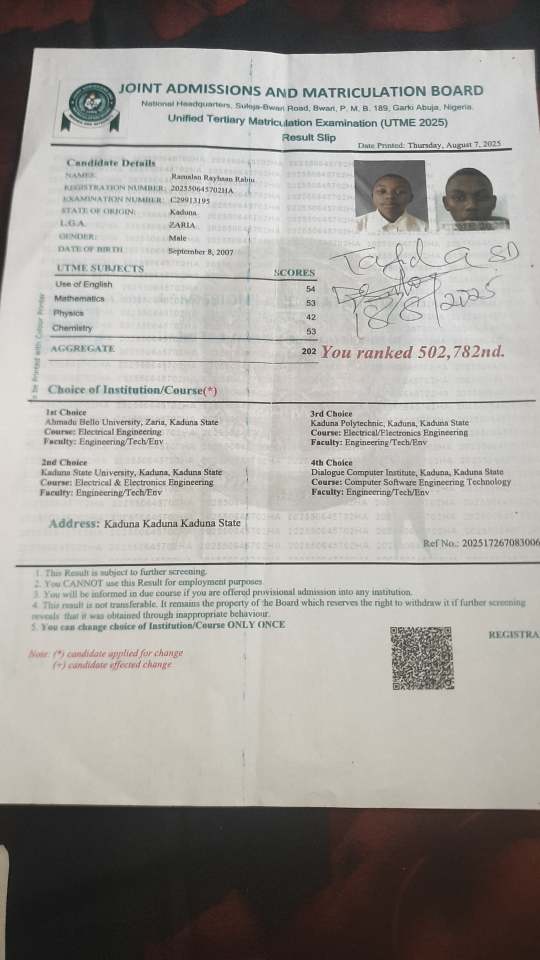 JOINT ADMISSIONS AND MATRICULATION BOARD
National Headquarters, Suleja-Bwari Road, Bwari, P. M. B. 189, Garki Abuja, Nigeria.
Unified Tertiary Matriculation Examination (UTME 2025)
Result Slip
Date Printed: Thursday, August 7, 2025
Candidate Details
NAMES: Ramalan Rayhaan Rabiu
REGISTRATION NUMBER: 202550645702HA
EXAMINATION NUMBER: C29913195
STATE OF ORIGIN: Kaduna
L.G.A. ZARIA
GENDER: Male
DATE OF BIRTH September 8, 2007
UTME SUBJECTS SCORES
Use of English 54
Mathematics 53
Physics 42
Chemistry 53
AGGREGATE 202 You ranked 502,782nd.
8/8/2025
be Printed with Colour Printer
Choice of Institution/Course(*)
1st Choice
Ahmadu Bello University, Zaria, Kaduna State
Course: Electrical Engineering
Faculty: Engineering/Tech/Env
2nd Choice
Kaduna State University, Kaduna, Kaduna State
Course: Electrical & Electronics Engineering
Faculty: Engineering/Tech/Env
3rd Choice
Kaduna Polytechnic, Kaduna, Kaduna State
Course: Electrical/Electronics Engineering
Faculty: Engineering/Tech/Env
4th Choice
Dialogue Computer Institute, Kaduna, Kaduna State
Course: Computer Software Engineering Technology
Faculty: Engineering/Tech/Env
Address: Kaduna Kaduna Kaduna State
Ref No.: 202517267083006
1. This Result is subject to further screening.
2. You CANNOT use this Result for employment purposes.
3. You will be informed in due course if you are offered provisional admission into any institution.
4. This result is not transferable. It remains the property of the Board which reserves the right to withdraw it if further screening
reveals that it was obtained through inappropriate behaviour.
5. You can change choice of Institution/Course ONLY ONCE
REGISTRA
Note: (*) candidate applied for change
(+) candidate effected change